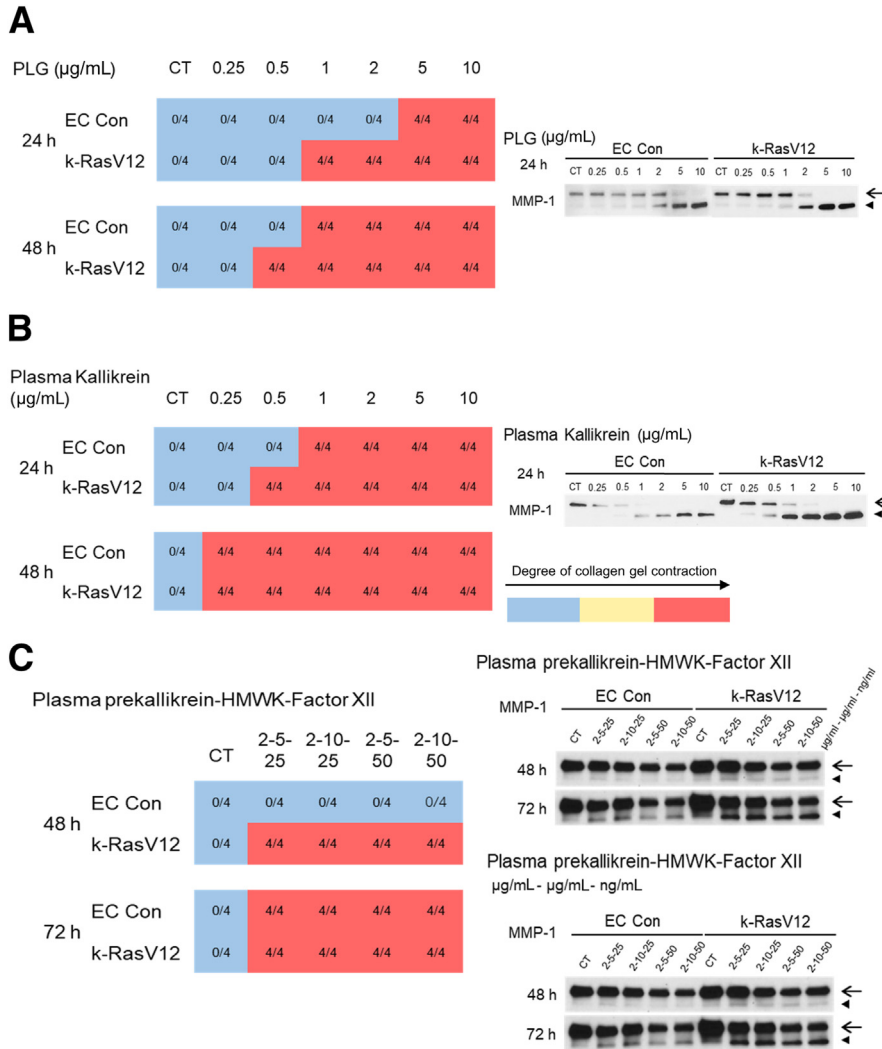 A
PLG (µg/mL) CT 0.25 0.5 1 2 5 10
24 h
EC Con 0/4 0/4 0/4 0/4 0/4 4/4 4/4
k-RasV12 0/4 0/4 0/4 4/4 4/4 4/4 4/4
48 h
EC Con 0/4 0/4 0/4 4/4 4/4 4/4 4/4
k-RasV12 0/4 0/4 4/4 4/4 4/4 4/4 4/4
PLG (µg/mL)
EC Con k-RasV12
24 h CT 0.25 0.5 1 2 5 10 CT 0.25 0.5 1 2 5 10
MMP-1
B
Plasma Kallikrein
(µg/mL) CT 0.25 0.5 1 2 5 10
24 h
EC Con 0/4 0/4 0/4 4/4 4/4 4/4 4/4
k-RasV12 0/4 0/4 4/4 4/4 4/4 4/4 4/4
48 h
EC Con 0/4 4/4 4/4 4/4 4/4 4/4 4/4
k-RasV12 0/4 4/4 4/4 4/4 4/4 4/4 4/4
Plasma Kallikrein (µg/mL)
24 h EC Con k-RasV12
CT 0.25 0.5 1 2 5 10 CT 0.25 0.5 1 2 5 10
MMP-1
Degree of collagen gel contraction
C
Plasma prekallikrein-HMWK-Factor XII
CT 2-5-25 2-10-25 2-5-50 2-10-50
48 h
EC Con 0/4 0/4 0/4 0/4 0/4
k-RasV12 0/4 4/4 4/4 4/4 4/4
72 h
EC Con 0/4 4/4 4/4 4/4 4/4
k-RasV12 0/4 4/4 4/4 4/4 4/4
Plasma prekallikrein-HMWK-Factor XII
MMP-1 EC Con k-RasV12
CT 2-5-25 2-10-25 2-5-50 2-10-50 CT 2-5-25 2-10-25 2-5-50 2-10-50 µg/ml - µg/ml - ng/ml
48 h
72 h
Plasma prekallikrein-HMWK-Factor XII
µg/mL - µg/mL - ng/mL
MMP-1 EC Con k-RasV12
CT 2-5-25 2-10-25 2-5-50 2-10-50 CT 2-5-25 2-10-25 2-5-50 2-10-50
48 h
72 h